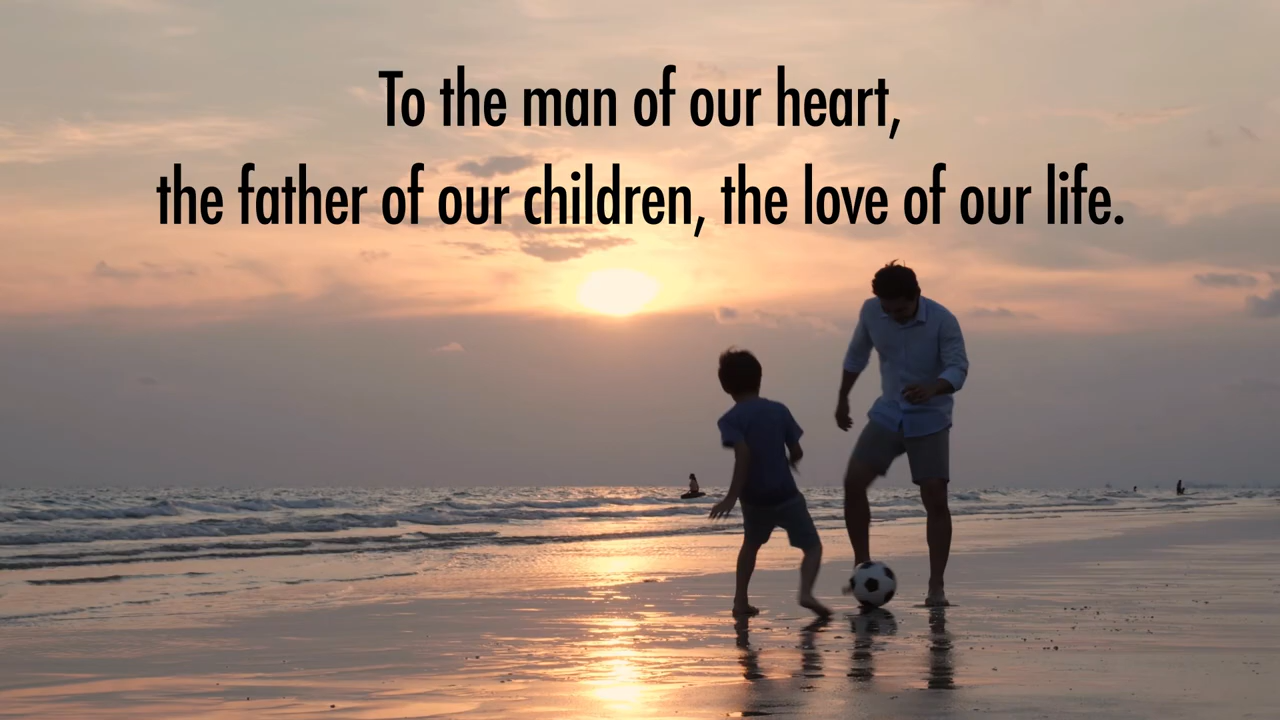 To the man of our heart,
the father of our children, the love of our life.